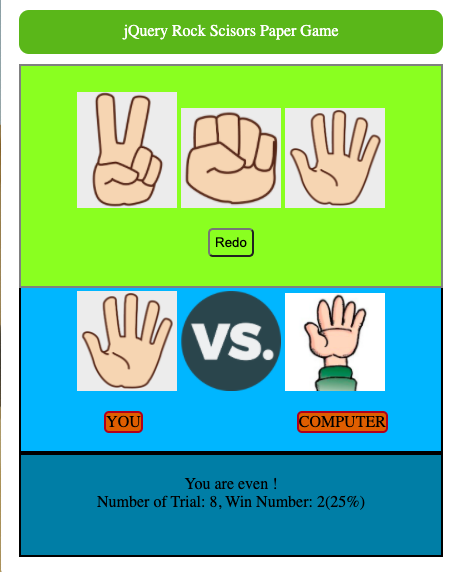 jQuery Rock Scisors Paper Game
Redo
VS.
YOU
COMPUTER
You are even !
Number of Trial: 8, Win Number: 2(25%)